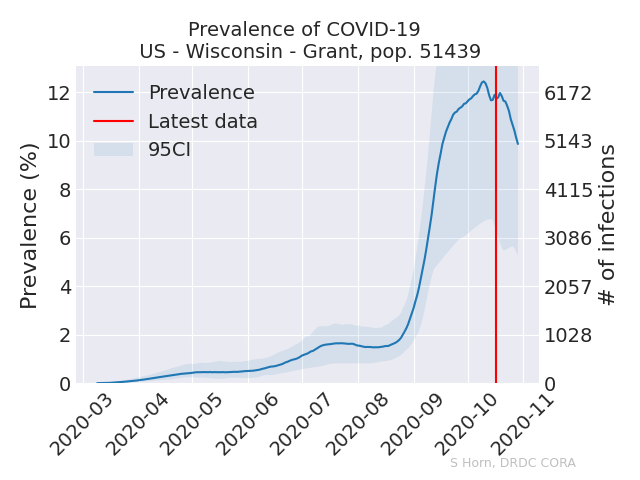 Prevalence of COVID-19
US - Wisconsin - Grant, pop. 51439
Prevalence
Latest data
95CI
Prevalence (%)
12
10
8
6
4
2
0
6172
5143
4115
3086
2057
1028
0
# of infections
2020-03
2020-04
2020-05
2020-06
2020-07
2020-08
2020-09
2020-10
2020-11
S Horn, DRDC CORA